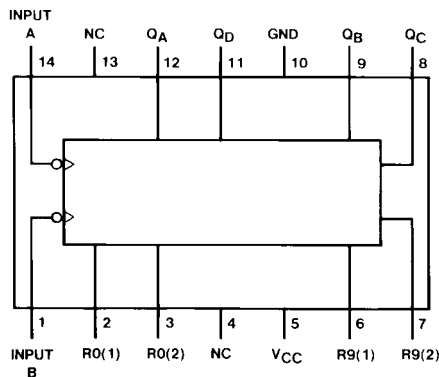 INPUT
A NC QA QD GND QB QC
14 13 12 11 10 9 8
1 2 3 4 5 6 7
INPUT R0(1) R0(2) NC VCC R9(1) R9(2)
B